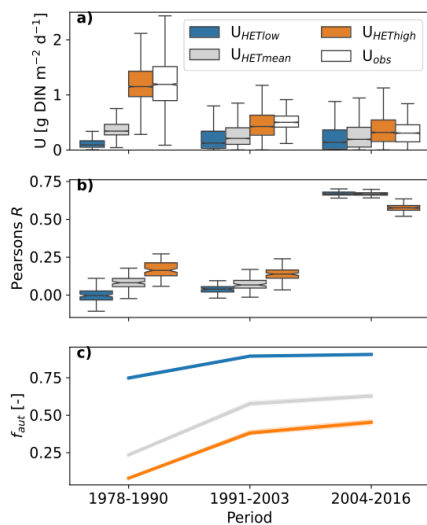 a)
U_HETlow
U_HETmean
U_HEThigh
U_obs
U [g DIN m⁻² d⁻¹]
2
1
0
b)
Pearsons R
0.75
0.50
0.25
0.00
c)
f_aut [-]
0.75
0.50
0.25
1978-1990
1991-2003
2004-2016
Period